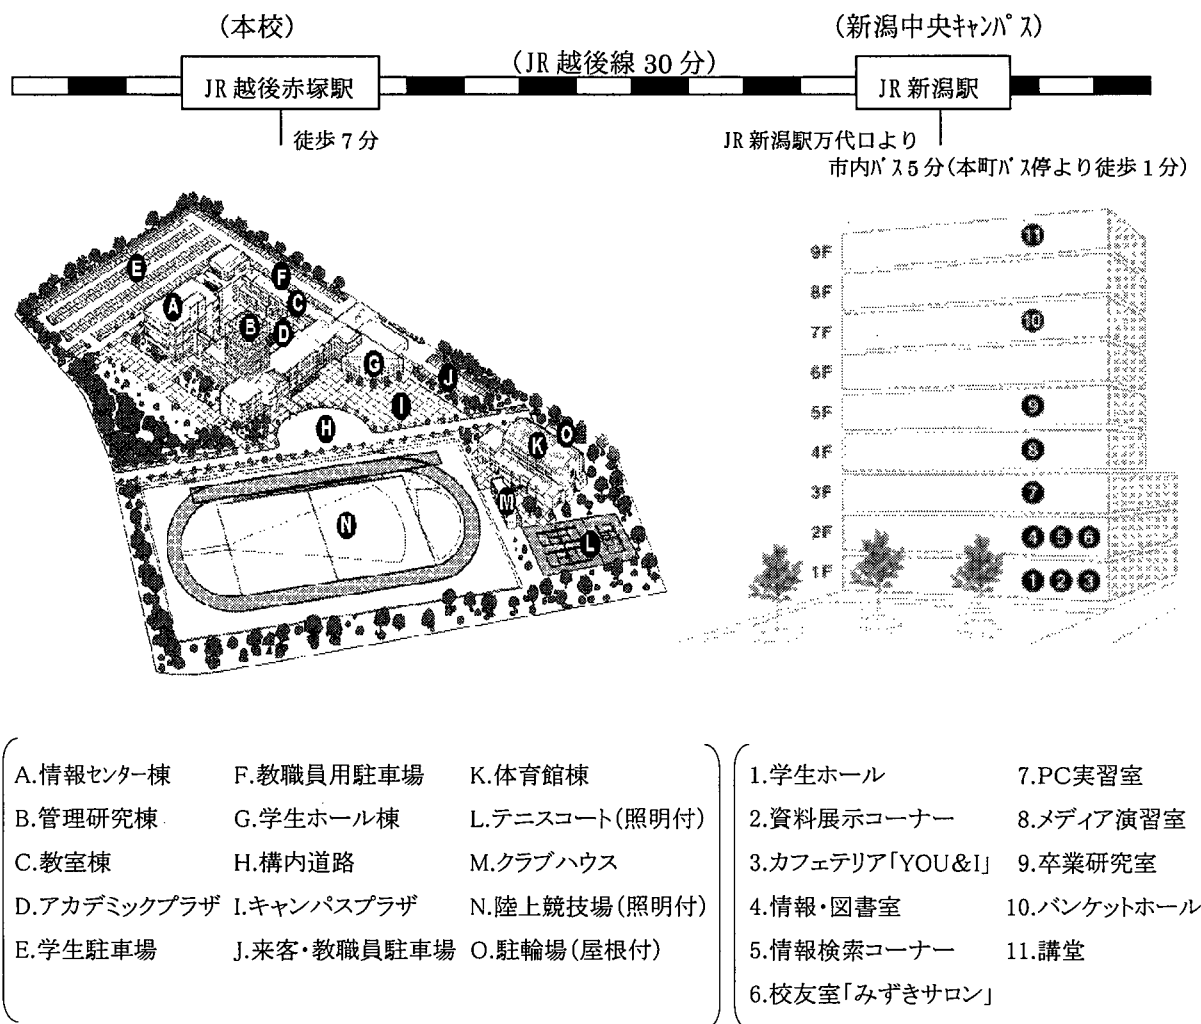 (本校)
(新潟中央ｷｬﾝﾊﾟｽ)
(JR 越後線 30 分)
JR 越後赤塚駅
JR 新潟駅
徒歩 7 分
JR 新潟駅万代口より
市内ﾊﾞｽ 5 分(本町ﾊﾞｽ停より徒歩 1 分)
E
F
A
C
B
D
G
J
I
H
K
O
M
N
L
9F
11
8F
7F
10
6F
5F
9
4F
8
3F
7
2F
4 5 6
1F
1 2 3
A.情報センター棟
B.管理研究棟
C.教室棟
D.アカデミックプラザ
E.学生駐車場
F.教職員用駐車場
G.学生ホール棟
H.構内道路
I.キャンパスプラザ
J.来客・教職員駐車場
K.体育館棟
L.テニスコート(照明付)
M.クラブハウス
N.陸上競技場(照明付)
O.駐輪場(屋根付)
1.学生ホール
2.資料展示コーナー
3.カフェテリア「YOU&I」
4.情報・図書室
5.情報検索コーナー
6.校友室「みずきサロン」
7.PC実習室
8.メディア演習室
9.卒業研究室
10.バンケットホール
11.講堂